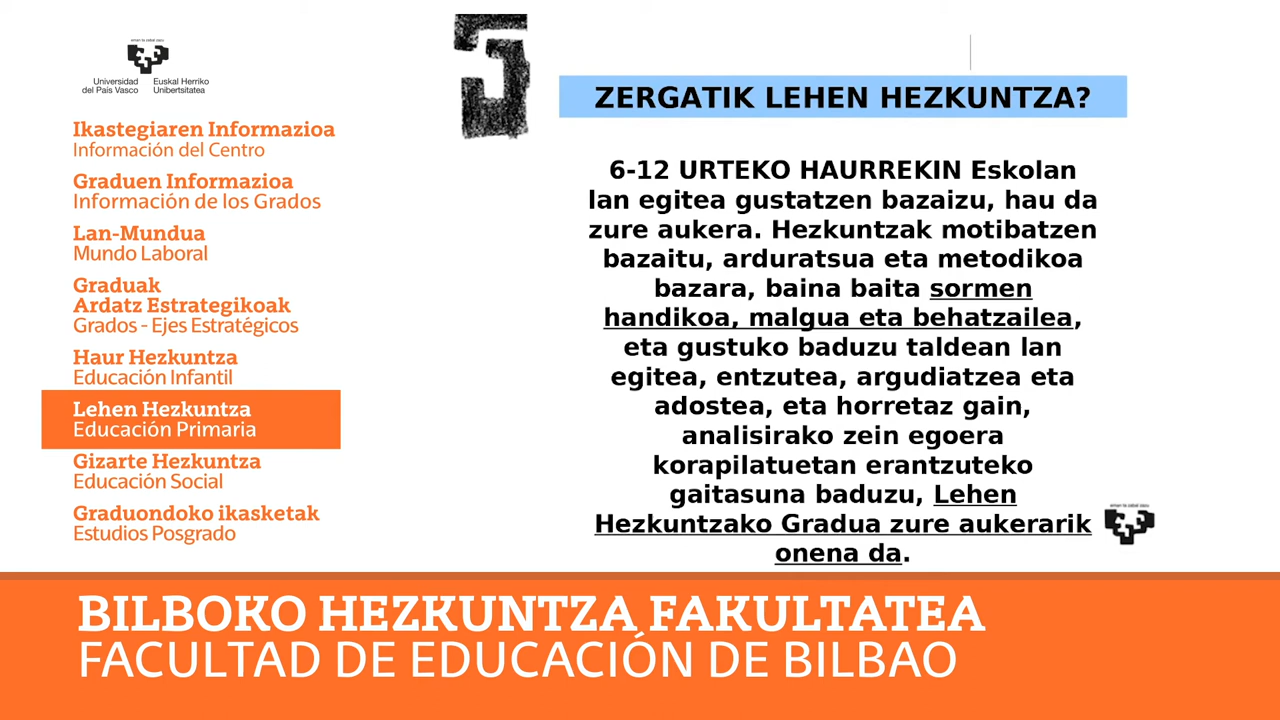 Universidad
del País Vasco
Euskal Herriko
Unibertsitatea
Ikastegiaren Informazioa
Información del Centro
Graduen Informazioa
Información de los Grados
Lan-Mundua
Mundo Laboral
Graduak
Ardatz Estrategikoak
Grados - Ejes Estratégicos
Haur Hezkuntza
Educación Infantil
Lehen Hezkuntza
Educación Primaria
Gizarte Hezkuntza
Educación Social
Graduondoko ikasketak
Estudios Posgrado
ZERGATIK LEHEN HEZKUNTZA?
6-12 URTEKO HAURREKIN Eskolan
lan egitea gustatzen bazaizu, hau da
zure aukera. Hezkuntzak motibatzen
bazaitu, arduratsua eta metodikoa
bazara, baina baita sormen
handikoa, malgua eta behatzailea,
eta gustuko baduzu taldean lan
egitea, entzutea, argudiatzea eta
adostea, eta horretaz gain,
analisirako zein egoera
korapilatuetan erantzuteko
gaitasuna baduzu, Lehen
Hezkuntzako Gradua zure aukerarik
onena da.
BILBOKO HEZKUNTZA FAKULTATEA
FACULTAD DE EDUCACIÓN DE BILBAO